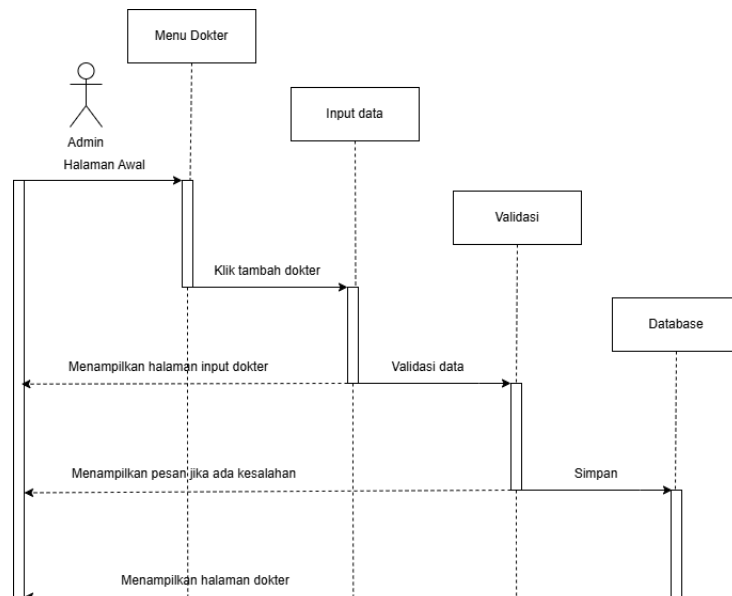 Menu Dokter
Input data
Admin
Halaman Awal
Validasi
Klik tambah dokter
Database
Menampilkan halaman input dokter
Validasi data
Menampilkan pesan jika ada kesalahan
Simpan
Menampilkan halaman dokter